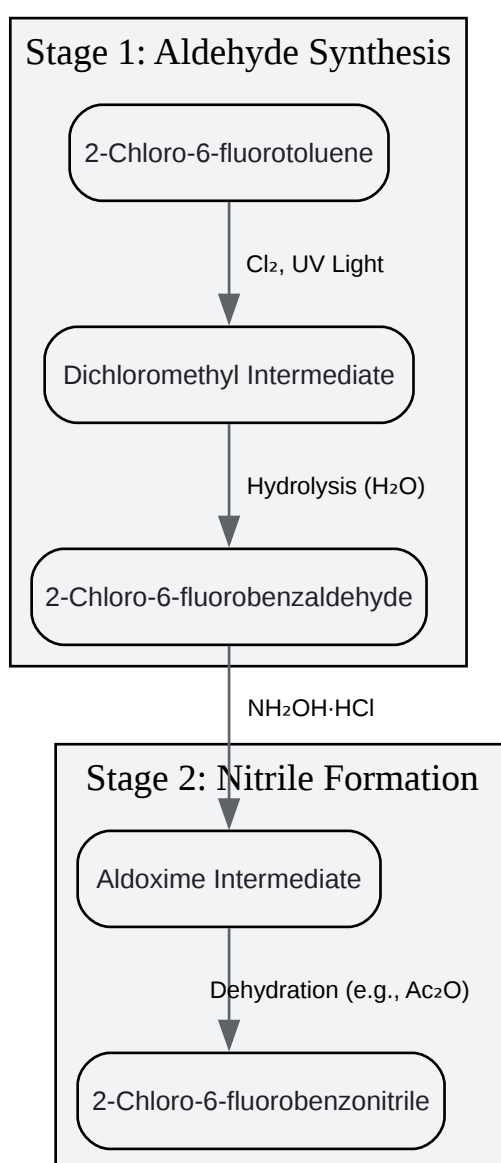 Stage 1: Aldehyde Synthesis
2-Chloro-6-fluorotoluene
Cl₂, UV Light
Dichloromethyl Intermediate
Hydrolysis (H₂O)
2-Chloro-6-fluorobenzaldehyde
NH₂OH·HCl
Stage 2: Nitrile Formation
Aldoxime Intermediate
Dehydration (e.g., Ac₂O)
2-Chloro-6-fluorobenzonitrile